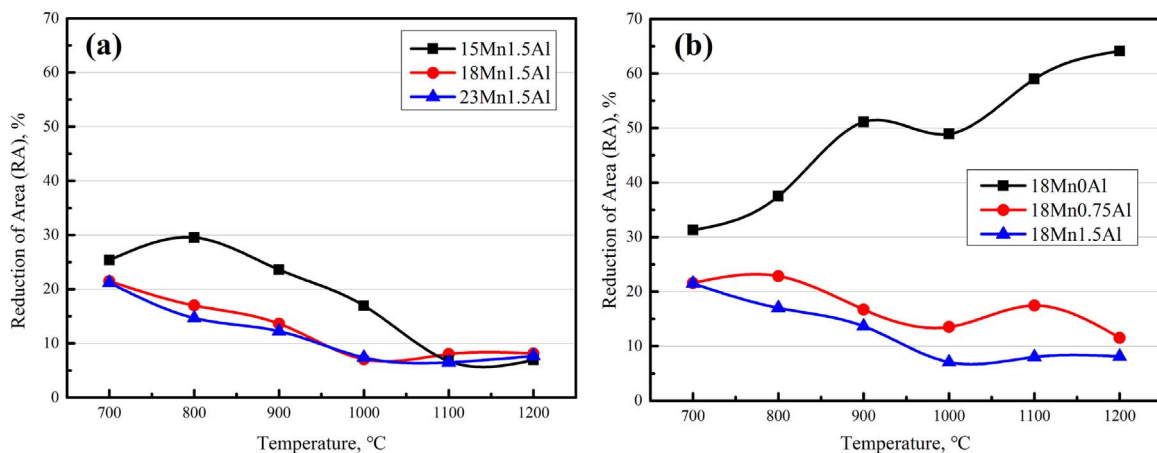 (a)
15Mn1.5Al
18Mn1.5Al
23Mn1.5Al
Reduction of Area (RA), %
70
60
50
40
30
20
10
0
700 800 900 1000 1100 1200
Temperature, °C
(b)
18Mn0Al
18Mn0.75Al
18Mn1.5Al
Reduction of Area (RA), %
70
60
50
40
30
20
10
0
700 800 900 1000 1100 1200
Temperature, °C